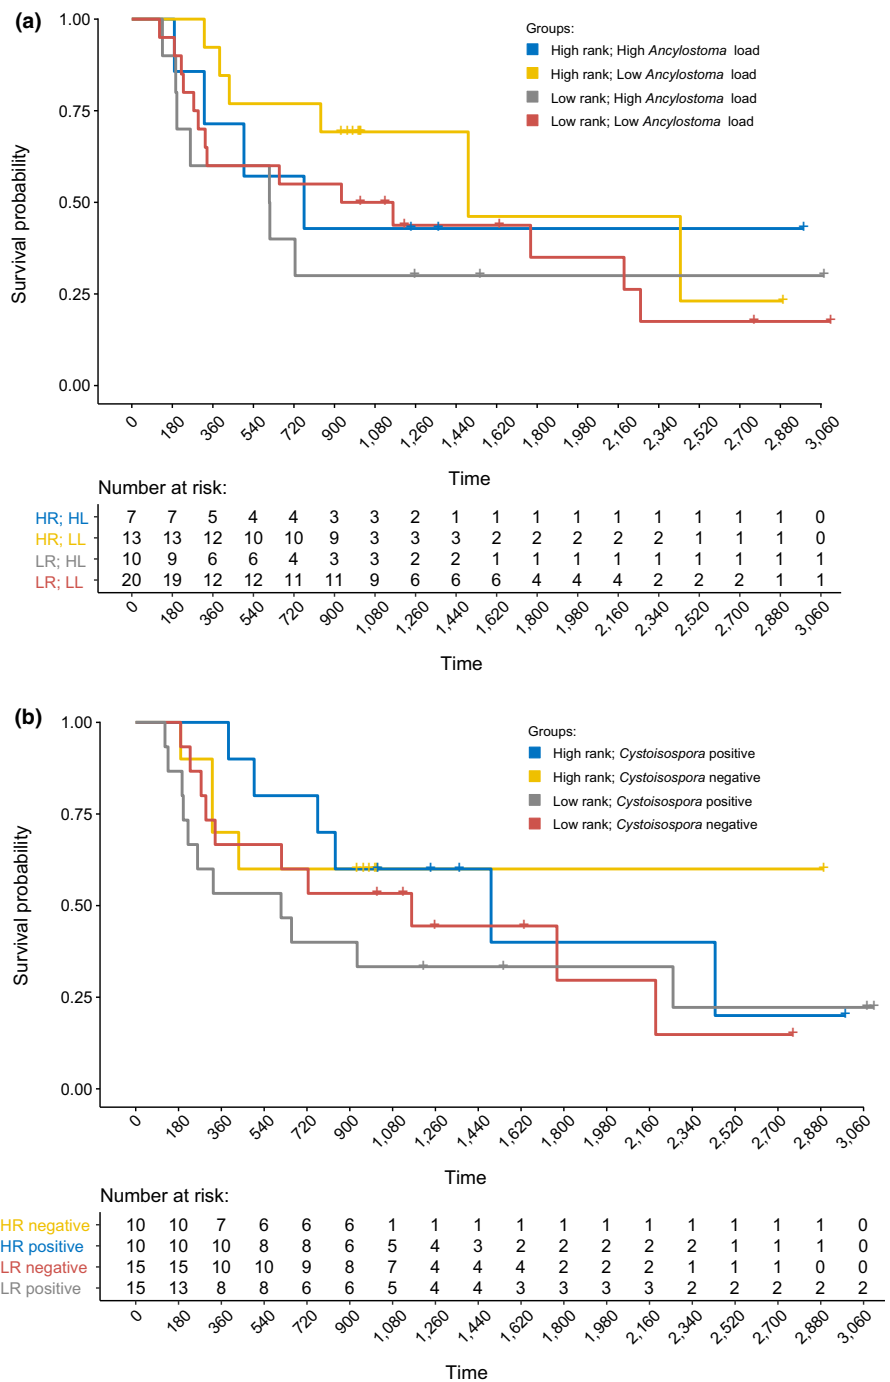 (a)
Groups:
High rank; High Ancylostoma load
High rank; Low Ancylostoma load
Low rank; High Ancylostoma load
Low rank; Low Ancylostoma load
Survival probability
1.00
0.75
0.50
0.25
0.00
0 180 360 540 720 900 1,080 1,260 1,440 1,620 1,800 1,980 2,160 2,340 2,520 2,700 2,880 3,060
Time
Number at risk:
HR; HL 7 7 5 4 4 3 3 2 1 1 1 1 1 1 1 1 1 0
HR; LL 13 13 12 10 10 9 3 3 3 2 2 2 2 2 1 1 1 0
LR; HL 10 9 6 6 4 3 3 2 2 1 1 1 1 1 1 1 1 1
LR; LL 20 19 12 12 11 11 9 6 6 6 4 4 4 2 2 2 1 1
0 180 360 540 720 900 1,080 1,260 1,440 1,620 1,800 1,980 2,160 2,340 2,520 2,700 2,880 3,060
Time
(b)
Groups:
High rank; Cystoisospora positive
High rank; Cystoisospora negative
Low rank; Cystoisospora positive
Low rank; Cystoisospora negative
Survival probability
1.00
0.75
0.50
0.25
0.00
0 180 360 540 720 900 1,080 1,260 1,440 1,620 1,800 1,980 2,160 2,340 2,520 2,700 2,880 3,060
Time
Number at risk:
HR negative 10 10 7 6 6 6 1 1 1 1 1 1 1 1 1 1 1 0
HR positive 10 10 10 8 8 6 5 4 3 2 2 2 2 2 1 1 1 0
LR negative 15 15 10 10 9 8 7 4 4 4 2 2 2 1 1 1 0 0
LR positive 15 13 8 8 6 6 5 4 4 3 3 3 3 2 2 2 2 2
0 180 360 540 720 900 1,080 1,260 1,440 1,620 1,800 1,980 2,160 2,340 2,520 2,700 2,880 3,060
Time